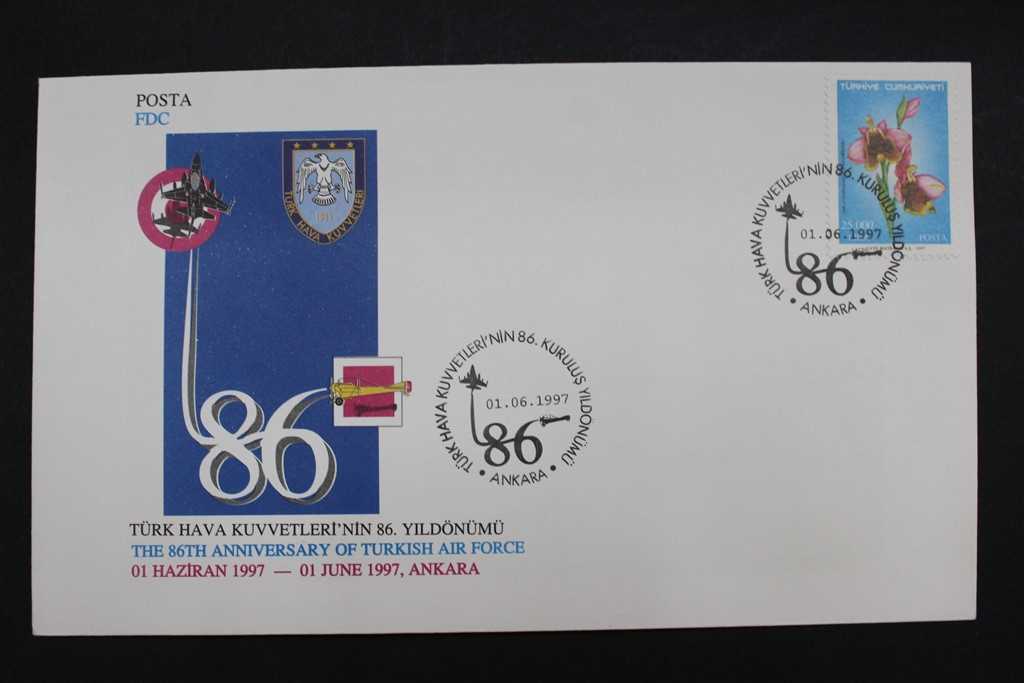 POSTA
FDC
TÜRK HAVA KUVVETLERİ
1911
86
TÜRK HAVA KUVVETLERİ'NİN 86. YILDÖNÜMÜ
THE 86TH ANNIVERSARY OF TURKISH AIR FORCE
01 HAZİRAN 1997 — 01 JUNE 1997, ANKARA
TÜRK HAVA KUVVETLERİ'NİN 86. KURULUŞ YILDÖNÜMÜ
01.06.1997
86
• ANKARA •
TÜRKİYE CUMHURİYETİ
25.000
POSTA
TÜRK HAVA KUVVETLERİ'NİN 86. KURULUŞ YILDÖNÜMÜ
01.06.1997
86
• ANKARA •